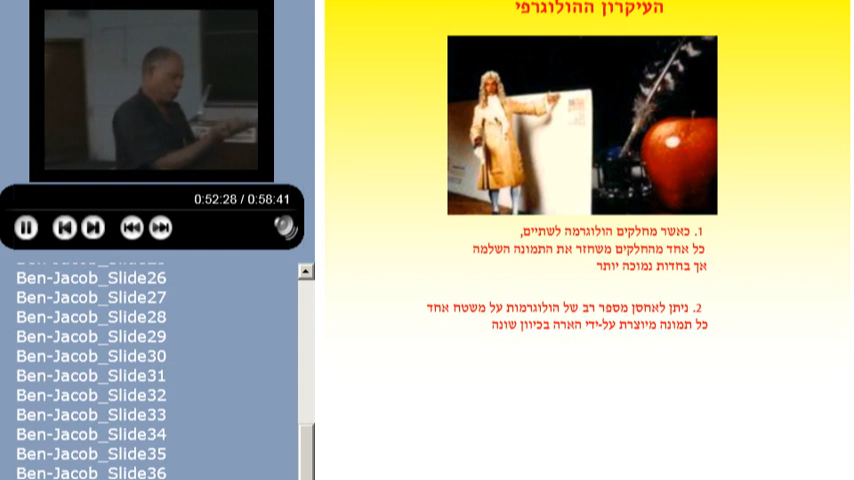 0:52:28 / 0:58:41
Ben-Jacob_Slide26
Ben-Jacob_Slide27
Ben-Jacob_Slide28
Ben-Jacob_Slide29
Ben-Jacob_Slide30
Ben-Jacob_Slide31
Ben-Jacob_Slide32
Ben-Jacob_Slide33
Ben-Jacob_Slide34
Ben-Jacob_Slide35
Ben-Jacob_Slide36
העיקרון ההולוגרפי
1. כאשר מחלקים הולוגרמה לשתיים,
כל אחד מהחלקים משחזר את התמונה השלמה
אך בחדות נמוכה יותר
2. ניתן לאחסן מספר רב של הולוגרמות על משטח אחד
כל תמונה מיוצרת על-ידי הארה בכיוון שונה